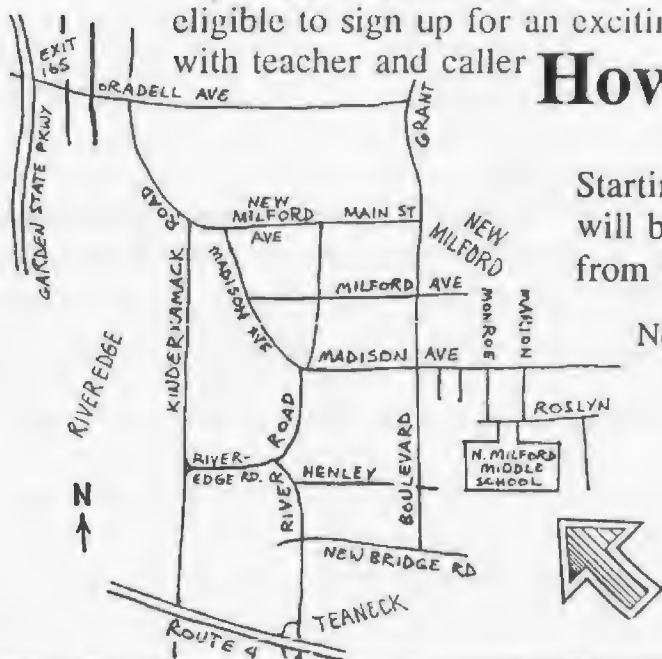 eligible to sign up for an exciti
with teacher and caller
How
Startin
will b
from
N
EXIT
165
ORADELL AVE
GRANT
GARDEN STATE PKWY
ROAD
NEW
MILFORD
AVE
MAIN ST
NEW
MILFORD
MADISON AVE
MILFORD AVE
MONROE
MARION
KINDERKAMACK
RIVER EDGE
MADISON AVE
ROSLYN
ROAD
BOULEVARD
N. MILFORD
MIDDLE
SCHOOL
RIVER-
EDGE RD.
HENLEY
N
RIVER
NEW BRIDGE RD
TEANECK
ROUTE 4